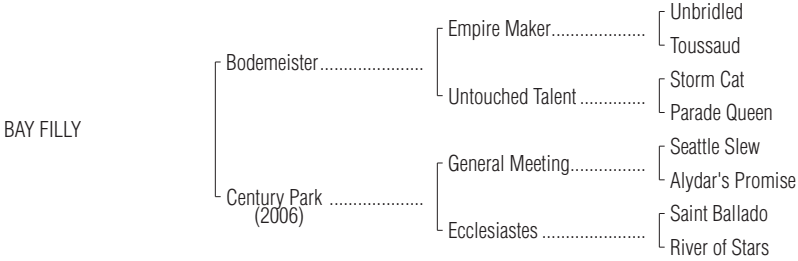 Unbridled
Empire Maker.....................
Toussaud
Bodemeister......................
Storm Cat
Untouched Talent ..............
Parade Queen
BAY FILLY
Seattle Slew
General Meeting................
Alydar's Promise
Century Park ....................
(2006)
Saint Ballado
Ecclesiastes ......................
River of Stars